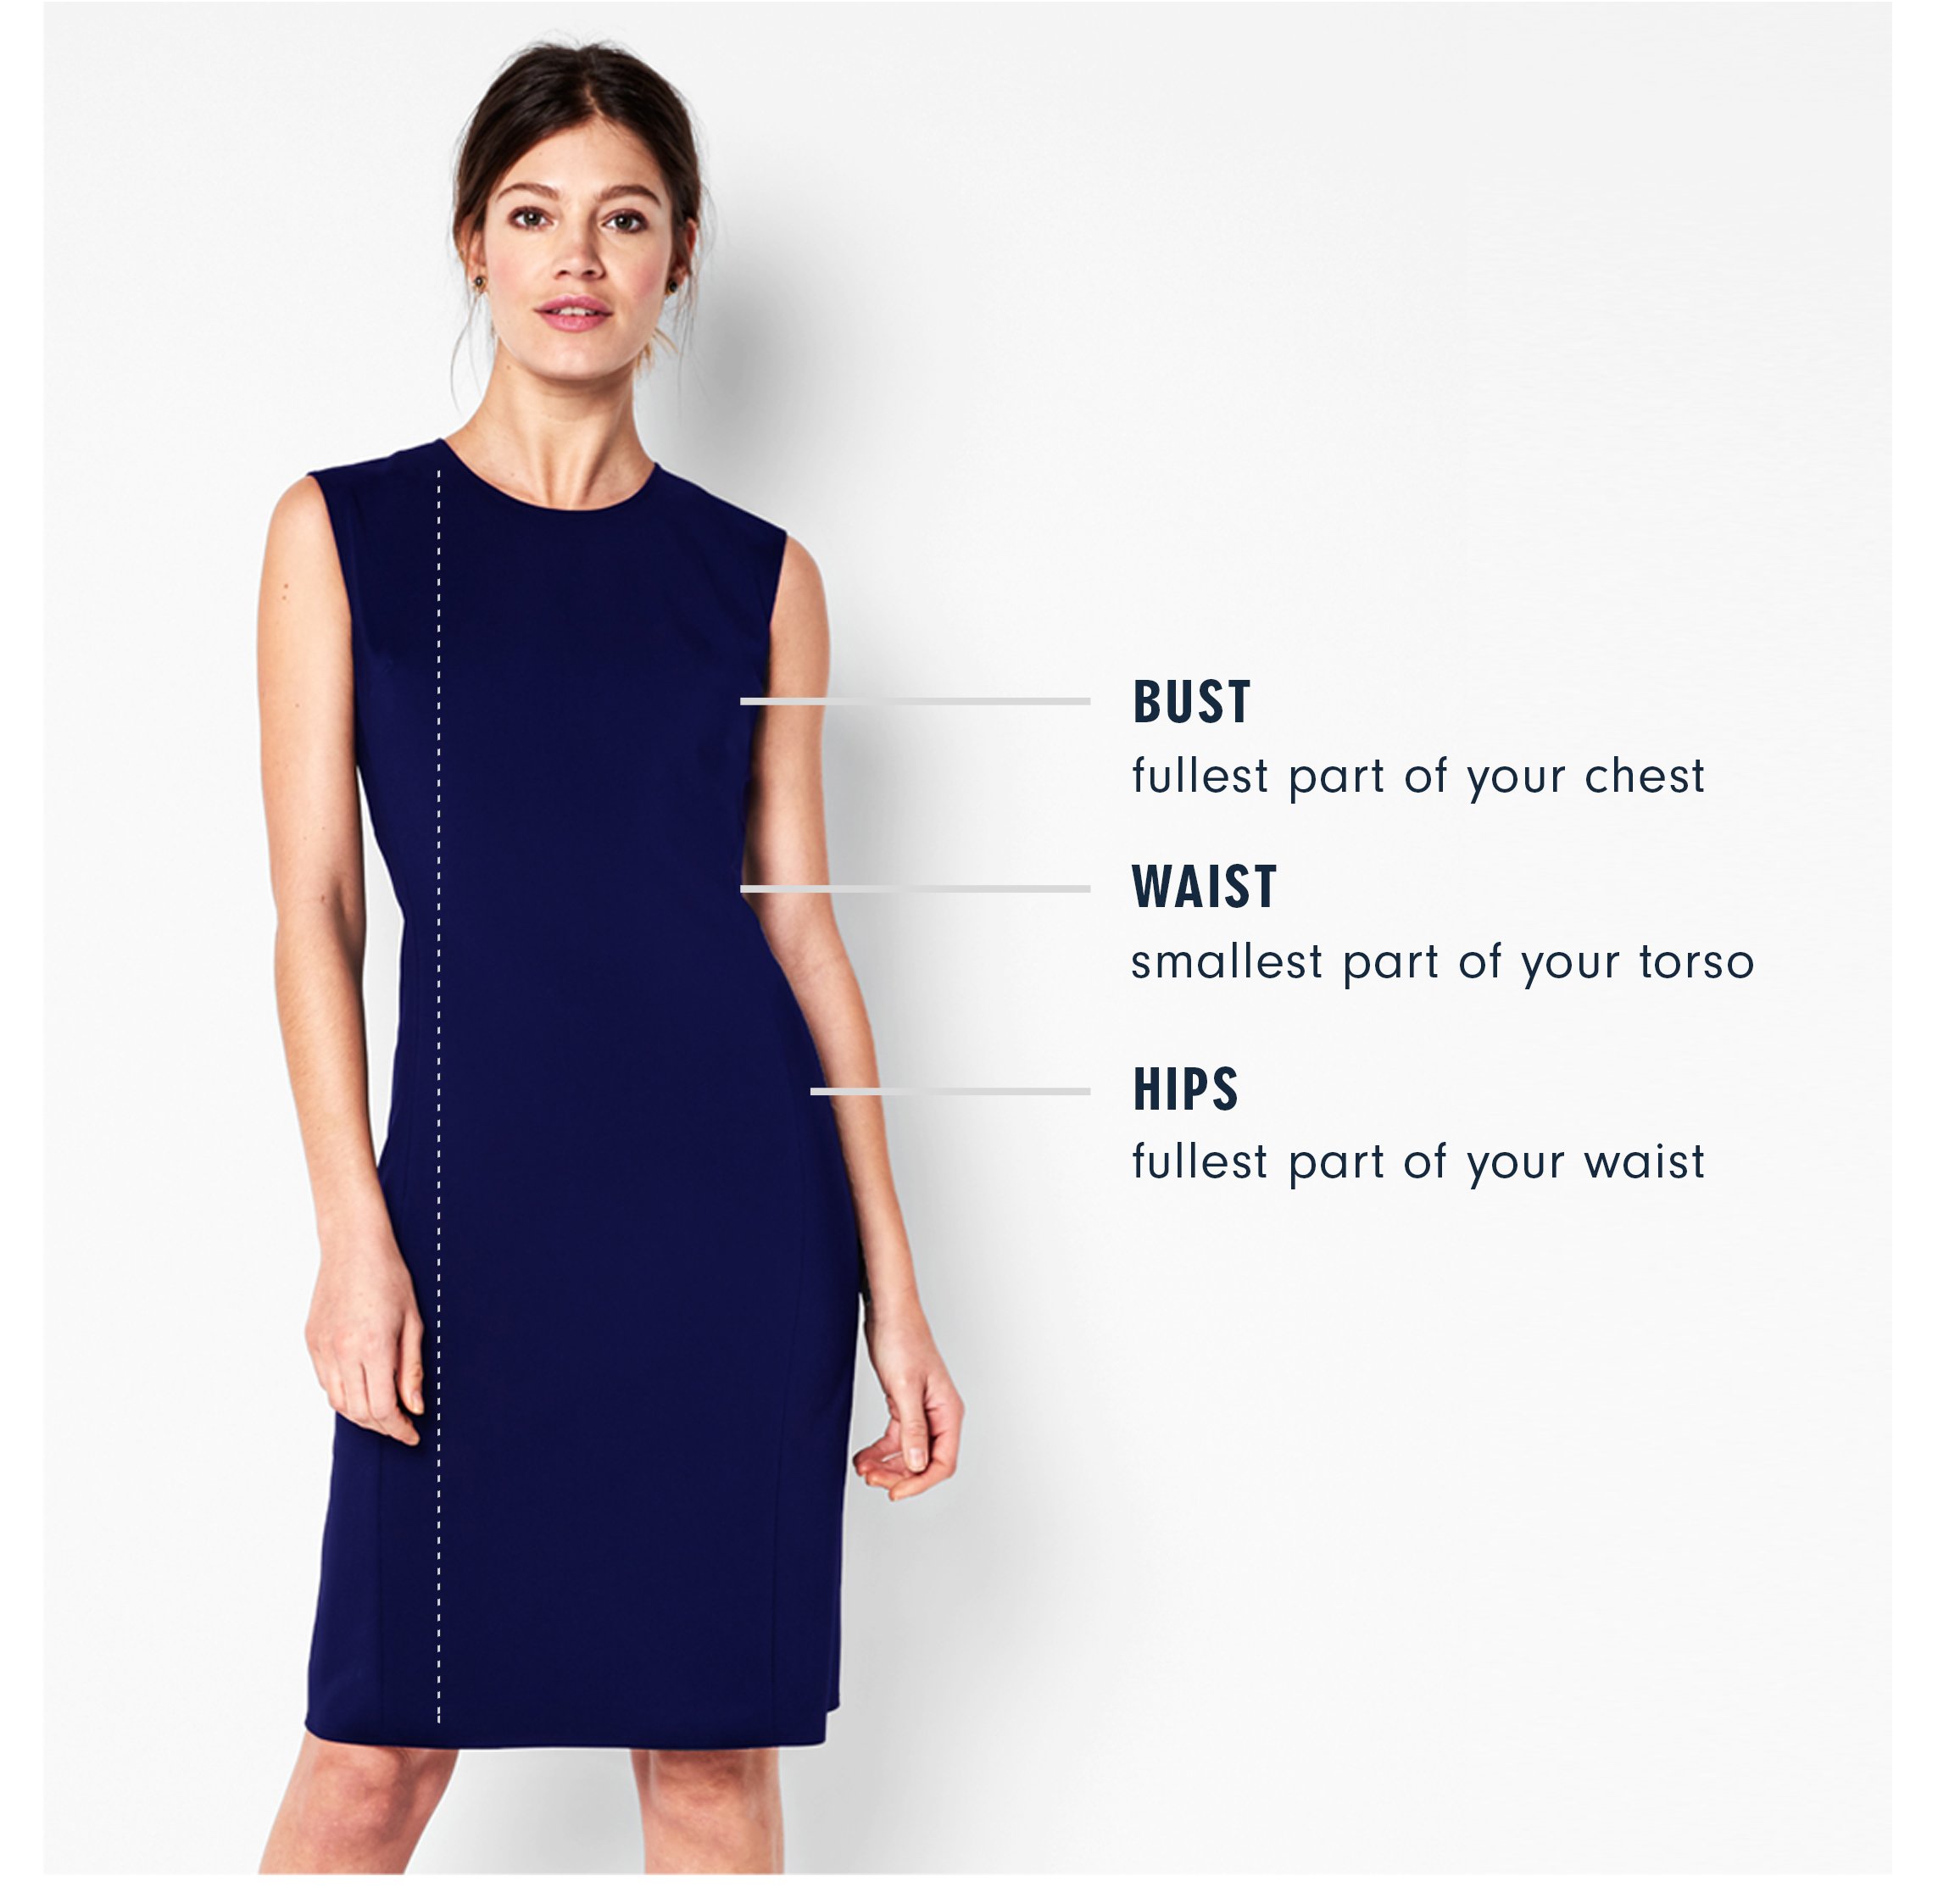 BUST
fullest part of your chest
WAIST
smallest part of your torso
HIPS
fullest part of your waist